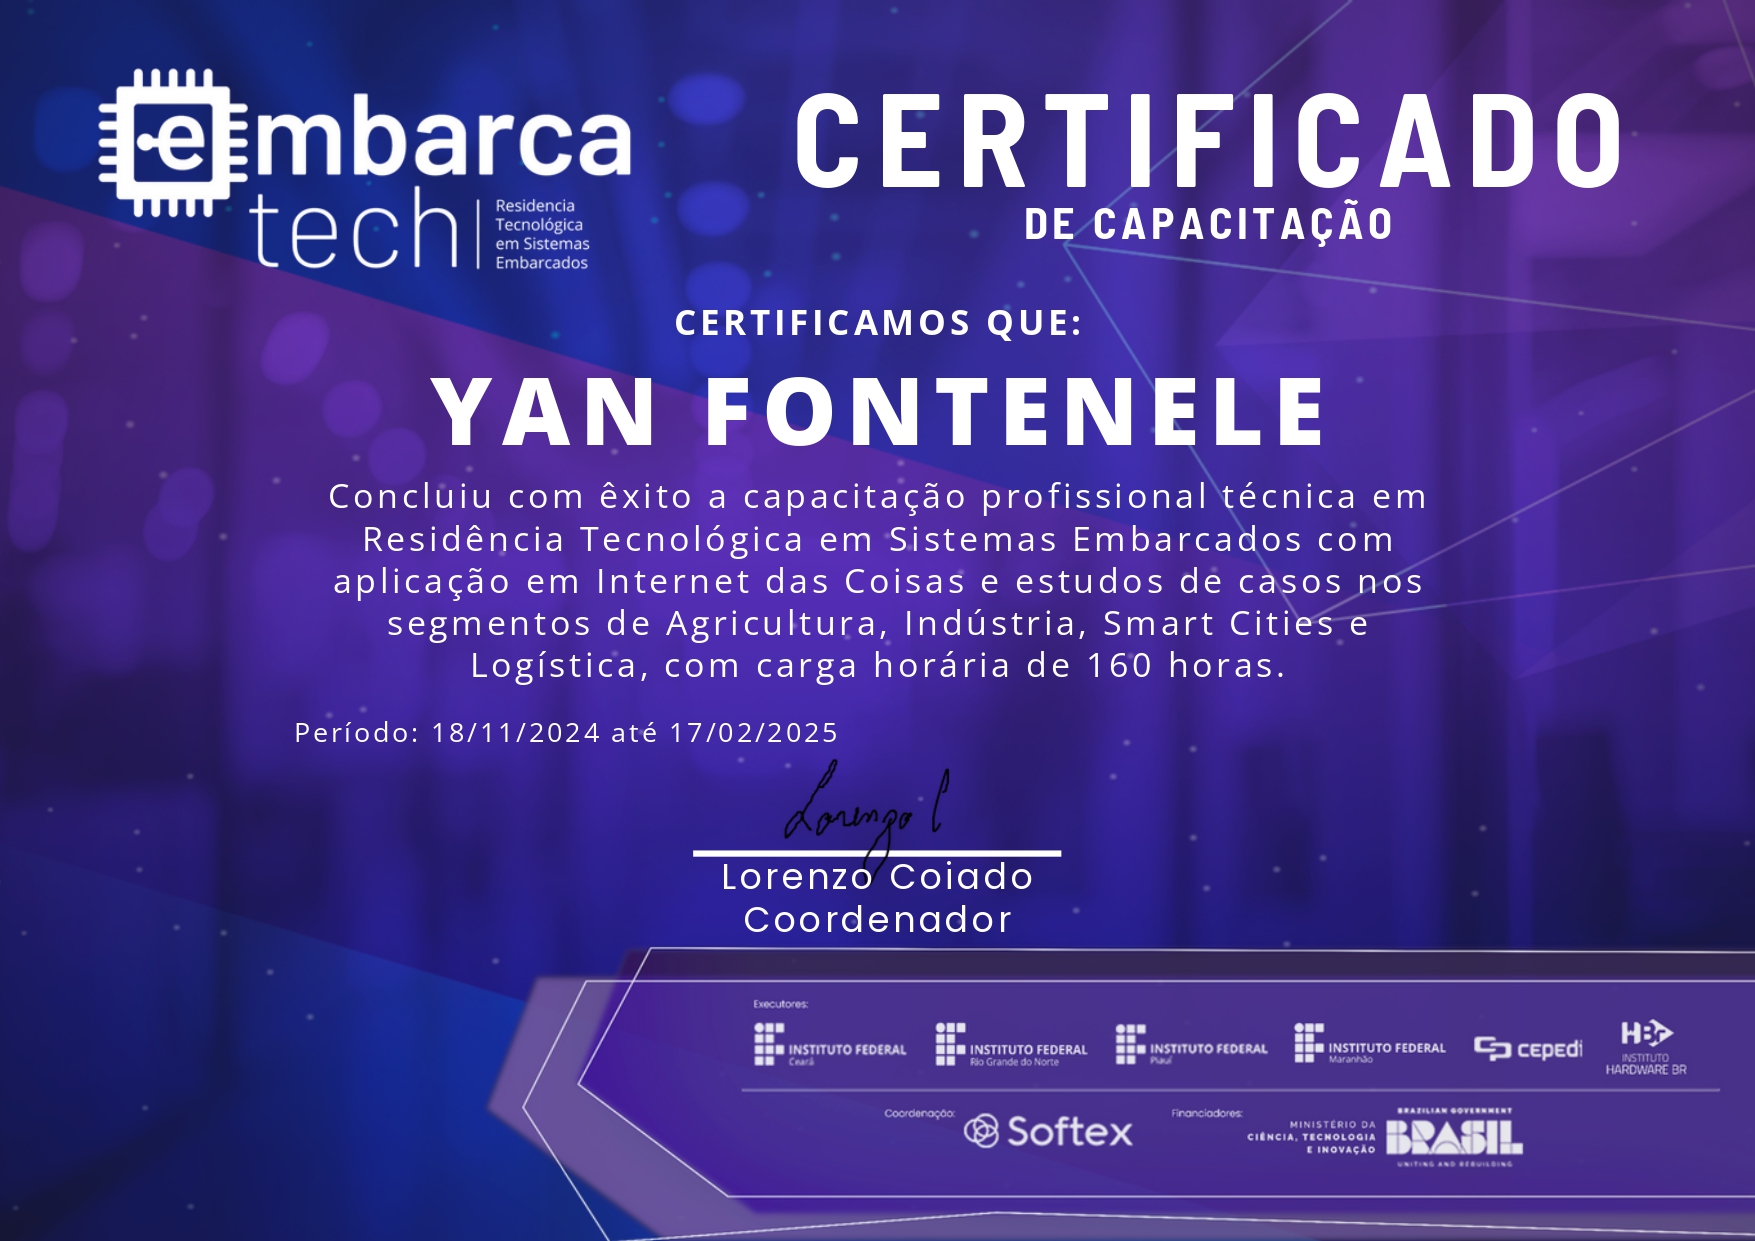 embarca
tech
Residencia
Tecnológica
em Sistemas
Embarcados
CERTIFICADO
DE CAPACITAÇÃO
CERTIFICAMOS QUE:
YAN FONTENELE
Concluiu com êxito a capacitação profissional técnica em
Residência Tecnológica em Sistemas Embarcados com
aplicação em Internet das Coisas e estudos de casos nos
segmentos de Agricultura, Indústria, Smart Cities e
Logística, com carga horária de 160 horas.
Período: 18/11/2024 até 17/02/2025
Lorenzo C
Lorenzo Coiado
Coordenador
Executores:
INSTITUTO FEDERAL
Ceará
INSTITUTO FEDERAL
Rio Grande do Norte
INSTITUTO FEDERAL
Piauí
INSTITUTO FEDERAL
Maranhão
cepedi
HBr
INSTITUTO
HARDWARE BR
Coordenação:
Softex
Financiadores:
MINISTÉRIO DA
CIÊNCIA, TECNOLOGIA
E INOVAÇÃO
BRAZILIAN GOVERNMENT
BRASIL
UNITING AND REBUILDING